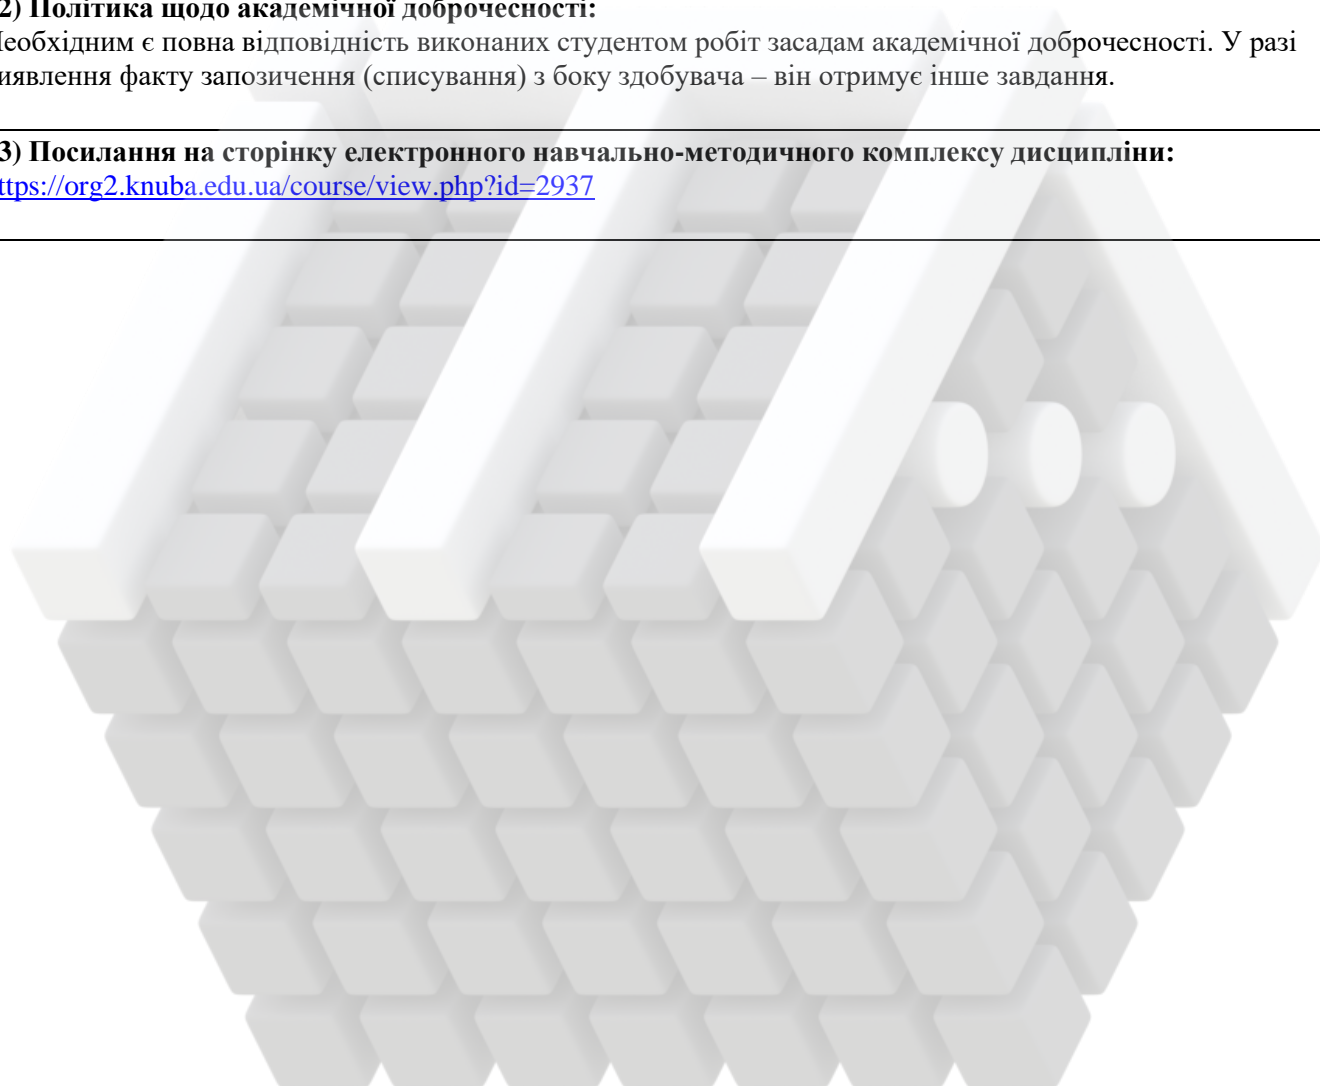 2) Політика щодо академічної доброчесності:
еобхідним є повна відповідність виконаних студентом робіт засадам академічної доброчесності. У разі
иявлення факту запозичення (списування) з боку здобувача – він отримує інше завдання.
3) Посилання на сторінку електронного навчально-методичного комплексу дисципліни:
ttps://org2.knuba.edu.ua/course/view.php?id=2937